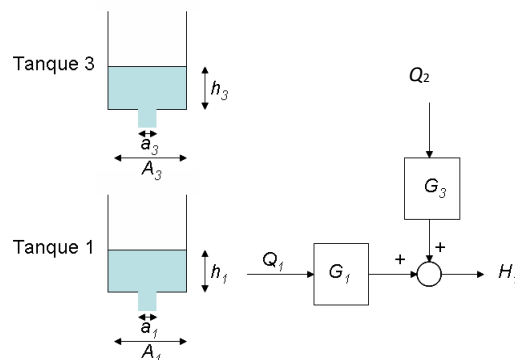 Tanque 3
h3
a3
A3
Tanque 1
h1
a1
A1
Q2
G3
+
Q1
G1
+